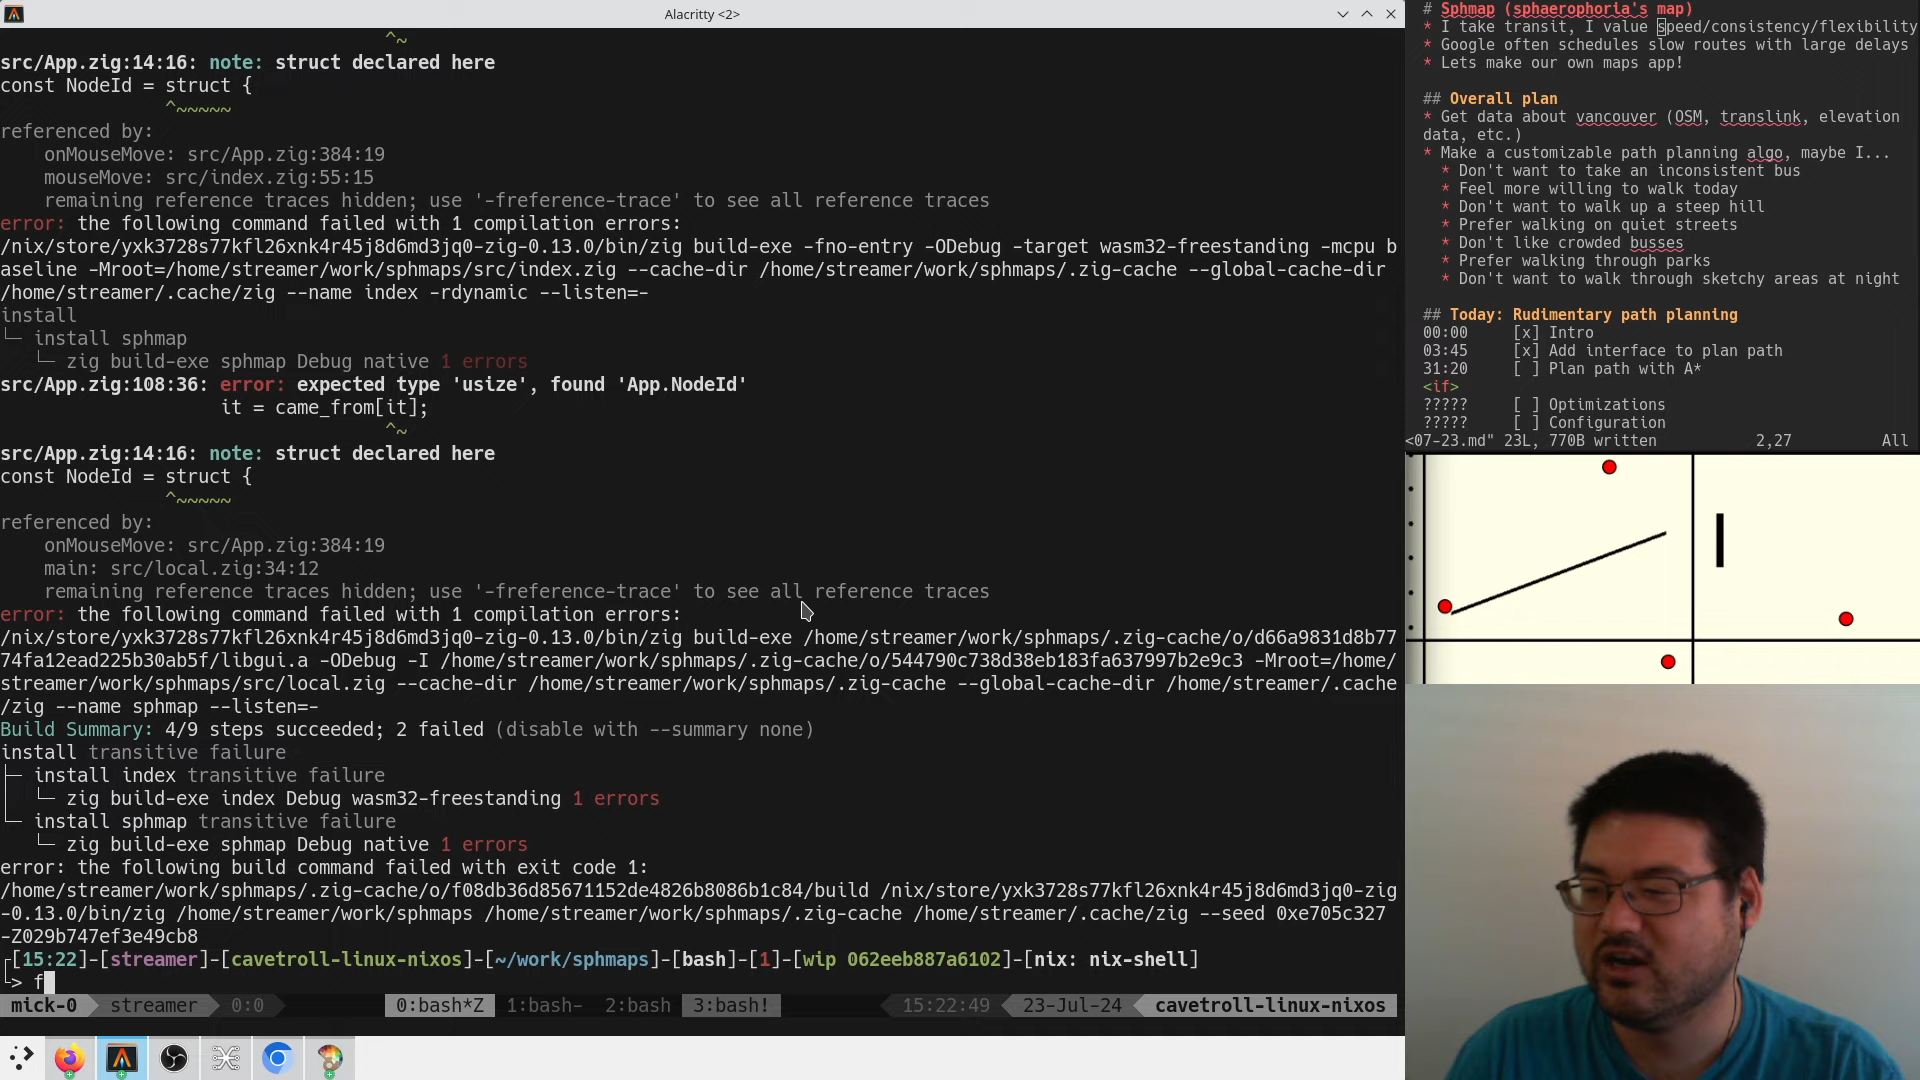 Alacritty <2>
^~
src/App.zig:14:16: note: struct declared here
const NodeId = struct {
^~~~~~
referenced by:
onMouseMove: src/App.zig:384:19
mouseMove: src/index.zig:55:15
remaining reference traces hidden; use '-freference-trace' to see all reference traces
error: the following command failed with 1 compilation errors:
/nix/store/yxk3728s77kfl26xnk4r45j8d6md3jq0-zig-0.13.0/bin/zig build-exe -fno-entry -ODebug -target wasm32-freestanding -mcpu b
aseline -Mroot=/home/streamer/work/sphmaps/src/index.zig --cache-dir /home/streamer/work/sphmaps/.zig-cache --global-cache-dir
/home/streamer/.cache/zig --name index -rdynamic --listen=-
install
└─ install sphmap
└─ zig build-exe sphmap Debug native 1 errors
src/App.zig:108:36: error: expected type 'usize', found 'App.NodeId'
it = came_from[it];
^~
src/App.zig:14:16: note: struct declared here
const NodeId = struct {
^~~~~~
referenced by:
onMouseMove: src/App.zig:384:19
main: src/local.zig:34:12
remaining reference traces hidden; use '-freference-trace' to see all reference traces
error: the following command failed with 1 compilation errors:
/nix/store/yxk3728s77kfl26xnk4r45j8d6md3jq0-zig-0.13.0/bin/zig build-exe /home/streamer/work/sphmaps/.zig-cache/o/d66a9831d8b77
74fa12ead225b30ab5f/libgui.a -ODebug -I /home/streamer/work/sphmaps/.zig-cache/o/544790c738d38eb183fa637997b2e9c3 -Mroot=/home/
streamer/work/sphmaps/src/local.zig --cache-dir /home/streamer/work/sphmaps/.zig-cache --global-cache-dir /home/streamer/.cache
/zig --name sphmap --listen=-
Build Summary: 4/9 steps succeeded; 2 failed (disable with --summary none)
install transitive failure
├─ install index transitive failure
│  └─ zig build-exe index Debug wasm32-freestanding 1 errors
└─ install sphmap transitive failure
└─ zig build-exe sphmap Debug native 1 errors
error: the following build command failed with exit code 1:
/home/streamer/work/sphmaps/.zig-cache/o/f08db36d85671152de4826b8086b1c84/build /nix/store/yxk3728s77kfl26xnk4r45j8d6md3jq0-zig
-0.13.0/bin/zig /home/streamer/work/sphmaps /home/streamer/work/sphmaps/.zig-cache /home/streamer/.cache/zig --seed 0xe705c327
-Z029b747ef3e49cb8
┌[15:22]-[streamer]-[cavetroll-linux-nixos]-[~/work/sphmaps]-[bash]-[1]-[wip 062eeb887a6102]-[nix: nix-shell]
└> f
mick-0 streamer 0:0 0:bash*Z 1:bash- 2:bash 3:bash! 15:22:49 23-Jul-24 cavetroll-linux-nixos
# Sphmap (sphaerophoria's map)
* I take transit, I value speed/consistency/flexibility
* Google often schedules slow routes with large delays
* Lets make our own maps app!
## Overall plan
* Get data about vancouver (OSM, translink, elevation
data, etc.)
* Make a customizable path planning algo, maybe I...
* Don't want to take an inconsistent bus
* Feel more willing to walk today
* Don't want to walk up a steep hill
* Prefer walking on quiet streets
* Don't like crowded busses
* Prefer walking through parks
* Don't want to walk through sketchy areas at night
## Today: Rudimentary path planning
00:00 [x] Intro
03:45 [x] Add interface to plan path
31:20 [ ] Plan path with A*
<if>
????? [ ] Optimizations
????? [ ] Configuration
<07-23.md" 23L, 770B written 2,27 All